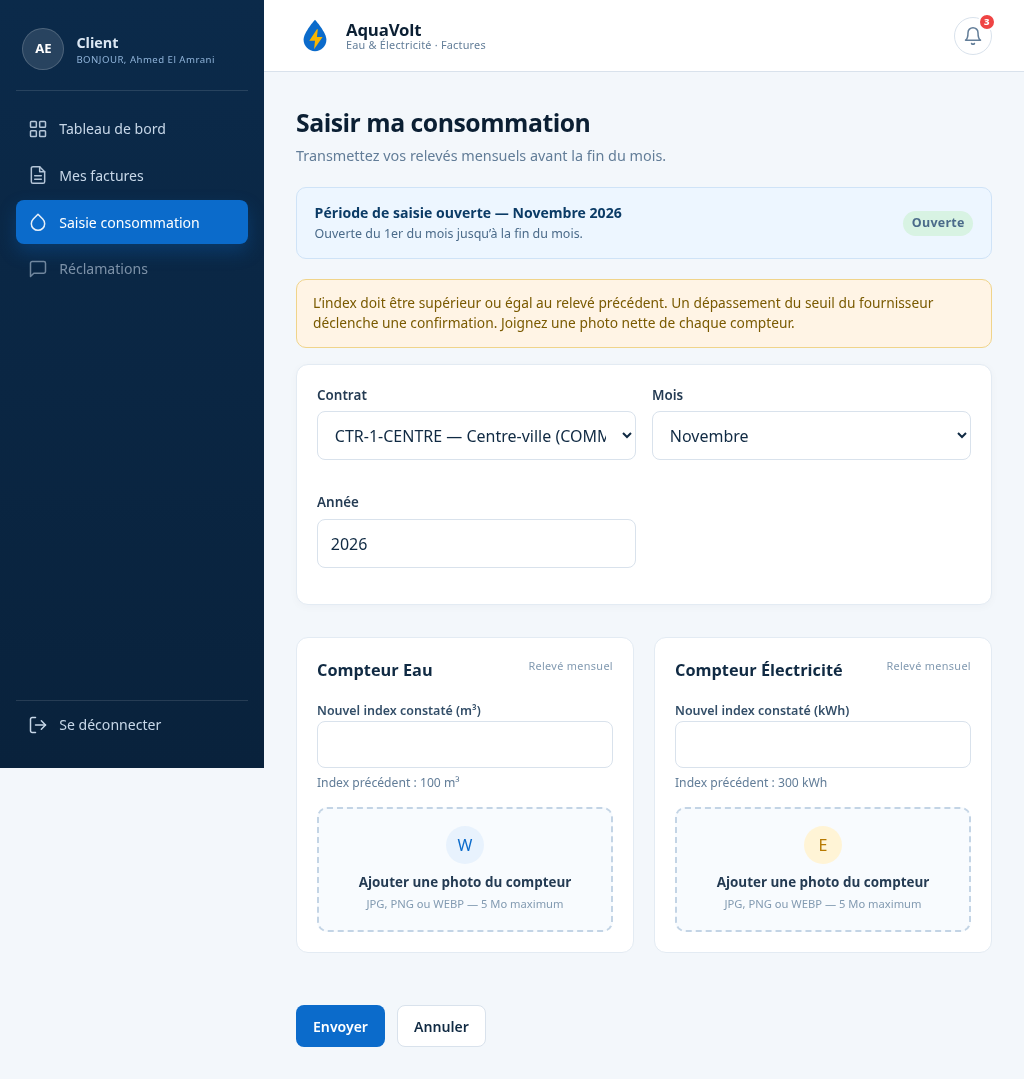 AE
Client
BONJOUR, Ahmed El Amrani
Tableau de bord
Mes factures
Saisie consommation
Réclamations
Se déconnecter
AquaVolt
Eau & Électricité · Factures
3
Saisir ma consommation
Transmettez vos relevés mensuels avant la fin du mois.
Période de saisie ouverte — Novembre 2026
Ouverte du 1er du mois jusqu’à la fin du mois.
Ouverte
L’index doit être supérieur ou égal au relevé précédent. Un dépassement du seuil du fournisseur
déclenche une confirmation. Joignez une photo nette de chaque compteur.
Contrat
CTR-1-CENTRE — Centre-ville (COMM
Mois
Novembre
Année
2026
Compteur Eau
Relevé mensuel
Nouvel index constaté (m³)
Index précédent : 100 m³
W
Ajouter une photo du compteur
JPG, PNG ou WEBP — 5 Mo maximum
Compteur Électricité
Relevé mensuel
Nouvel index constaté (kWh)
Index précédent : 300 kWh
E
Ajouter une photo du compteur
JPG, PNG ou WEBP — 5 Mo maximum
Envoyer
Annuler